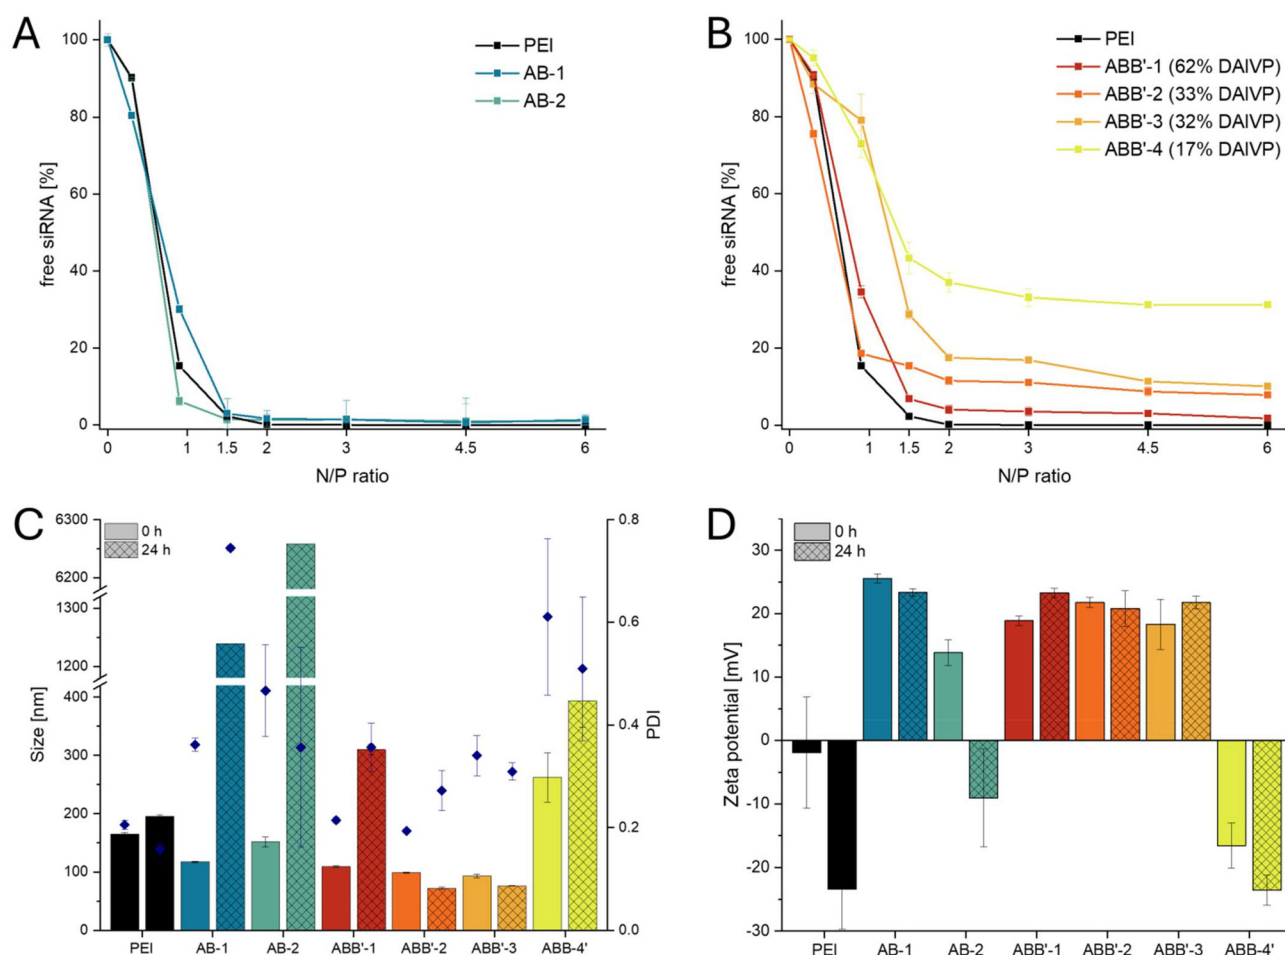 A
100
80
60
40
20
0
free siRNA [%]
0
1
1.5
2
3
4.5
6
N/P ratio
PEI
AB-1
AB-2
B
100
80
60
40
20
0
free siRNA [%]
0
1
1.5
2
3
4.5
6
N/P ratio
PEI
ABB'-1 (62% DAIVP)
ABB'-2 (33% DAIVP)
ABB'-3 (32% DAIVP)
ABB'-4 (17% DAIVP)
C
0 h
24 h
6300
6200
1300
1200
400
300
200
100
0
Size [nm]
0.8
0.6
0.4
0.2
0.0
PDI
PEI
AB-1
AB-2
ABB'-1
ABB'-2
ABB'-3
ABB-4'
D
0 h
24 h
30
20
10
0
-10
-20
-30
Zeta potential [mV]
PEI
AB-1
AB-2
ABB'-1
ABB'-2
ABB'-3
ABB-4'